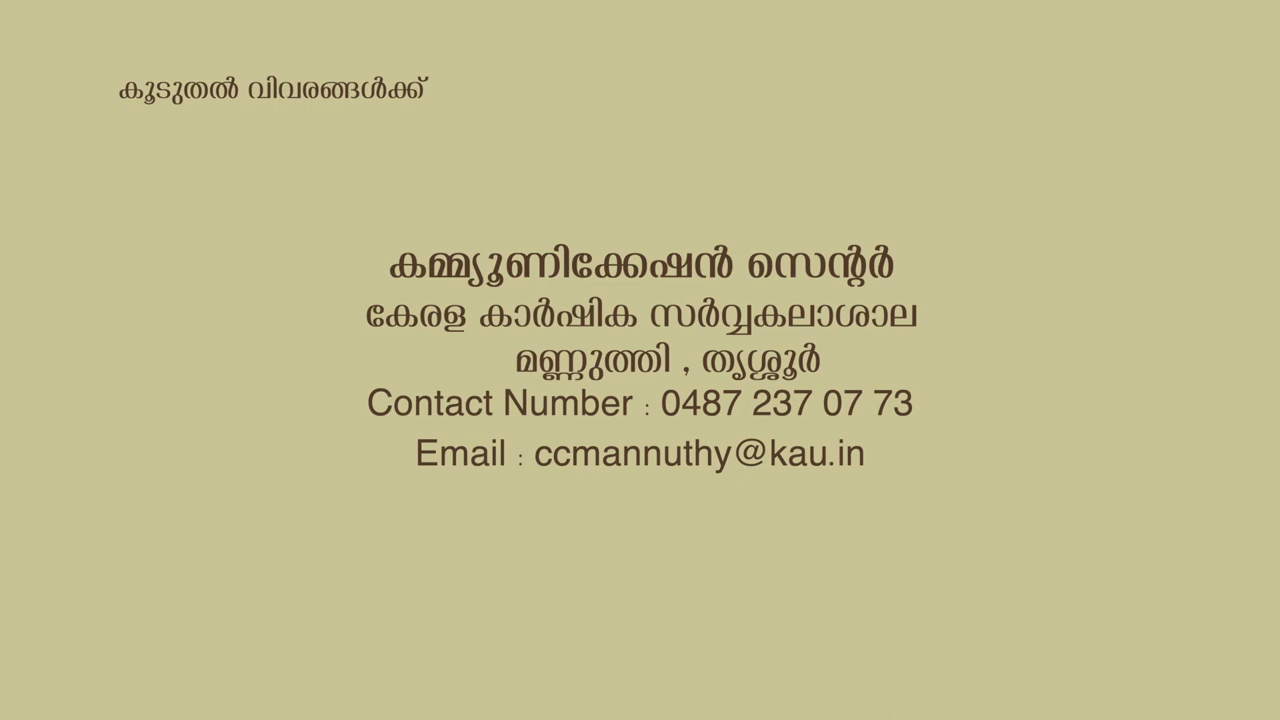 കൂടുതൽ വിവരങ്ങൾക്ക്
കമ്മ്യൂണിക്കേഷൻ സെന്റർ
കേരള കാർഷിക സർവ്വകലാശാല
മണ്ണുത്തി , തൃശ്ശൂർ
Contact Number : 0487 237 07 73
Email : ccmannuthy@kau.in